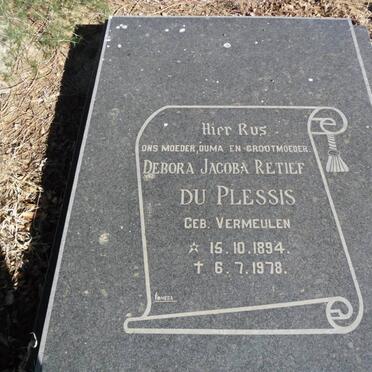 Hier Rus
ONS MOEDER, OUMA EN GROOTMOEDER
DEBORA JACOBA RETIEF
DU PLESSIS
GEB. VERMEULEN
☆ 15.10.1894.
✝ 6.7.1978.